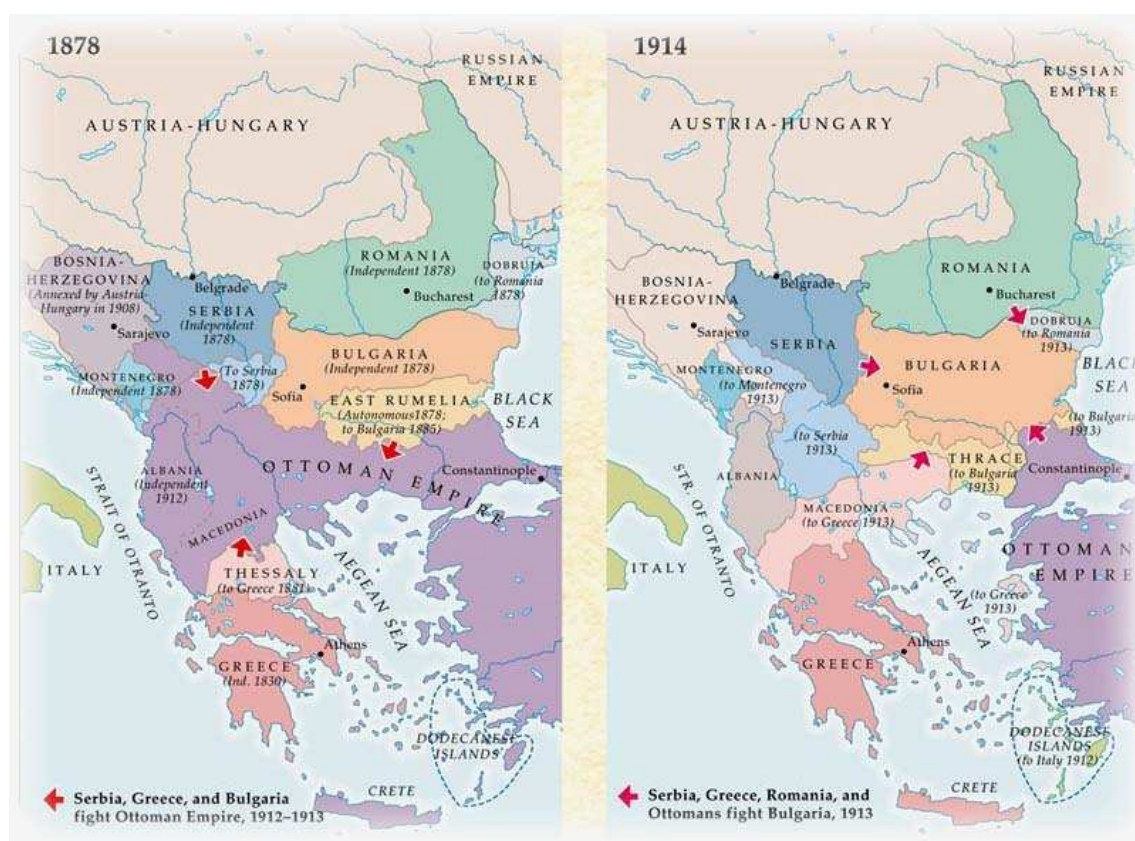 1878
RUSSIAN
EMPIRE
AUSTRIA-HUNGARY
BOSNIA-
HERZEGOVINA
(Annexed by Austria-
Hungary in 1908)
Sarajevo
Belgrade
SERBIA
(Independent
1878)
ROMANIA
(Independent 1878)
Bucharest
DOBRUJA
(to Romania
1878)
MONTENEGRO
(Independent 1878)
(To Serbia
1878)
BULGARIA
(Independent 1878)
Sofia
EAST RUMELIA
(Autonomous1878;
to Bulgaria 1885)
BLACK
SEA
ALBANIA
(Independent
1912)
OTTOMAN EMPIRE
Constantinople
STRAIT OF OTRANTO
MACEDONIA
ITALY
THESSALY
(to Greece 1881)
AEGEAN SEA
Athens
GREECE
(Ind. 1830)
DODECANESE
ISLANDS
CRETE
Serbia, Greece, and Bulgaria
fight Ottoman Empire, 1912–1913
1914
RUSSIAN
EMPIRE
AUSTRIA-HUNGARY
BOSNIA-
HERZEGOVINA
Sarajevo
Belgrade
SERBIA
ROMANIA
Bucharest
DOBRUJA
(to Romania
1913)
MONTENEGRO
(to Montenegro
1913)
BULGARIA
Sofia
BLACK
SEA
(to Serbia
1913)
(to Bulgaria
1913)
THRACE
(to Bulgaria
1913)
Constantinople
ALBANIA
STR. OF OTRANTO
MACEDONIA
(to Greece 1913)
ITALY
AEGEAN SEA
OTTOMAN
EMPIRE
(to Greece
1913)
Athens
GREECE
DODECANESE
ISLANDS
(to Italy 1912)
CRETE
Serbia, Greece, Romania, and
Ottomans fight Bulgaria, 1913